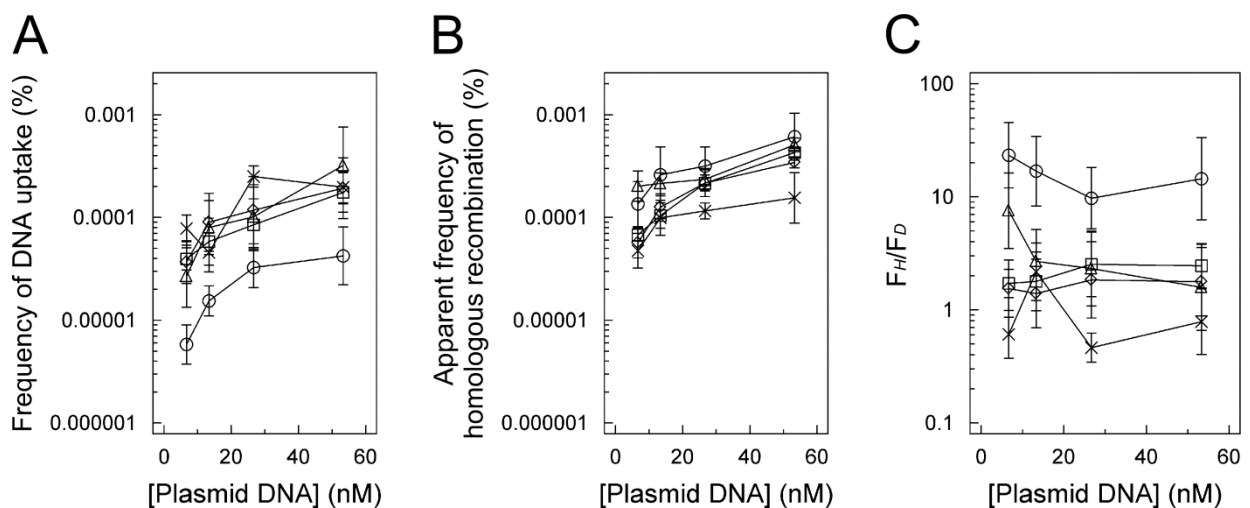 A
Frequency of DNA uptake (%)
0.001
0.0001
0.00001
0.000001
0
20
40
60
[Plasmid DNA] (nM)
B
Apparent frequency of
homologous recombination (%)
0.001
0.0001
0.00001
0.000001
0
20
40
60
[Plasmid DNA] (nM)
C
FH/FD
100
10
1
0.1
0
20
40
60
[Plasmid DNA] (nM)